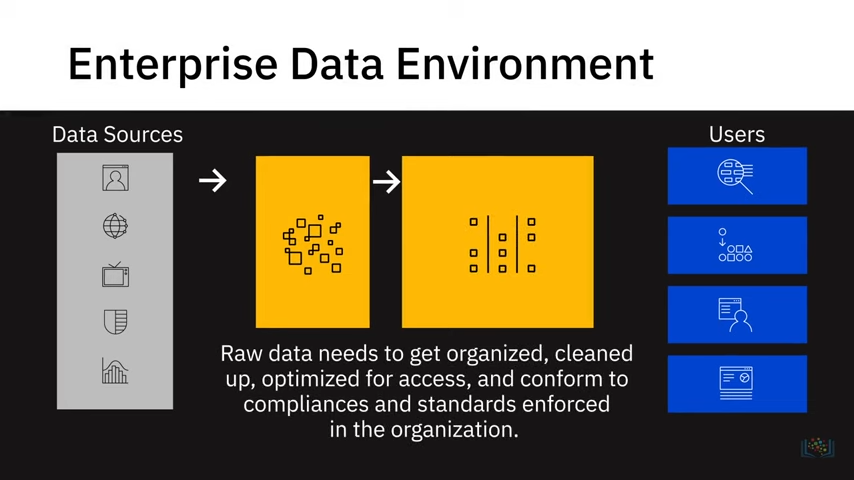 Enterprise Data Environment
Data Sources
Users
Raw data needs to get organized, cleaned
up, optimized for access, and conform to
compliances and standards enforced
in the organization.